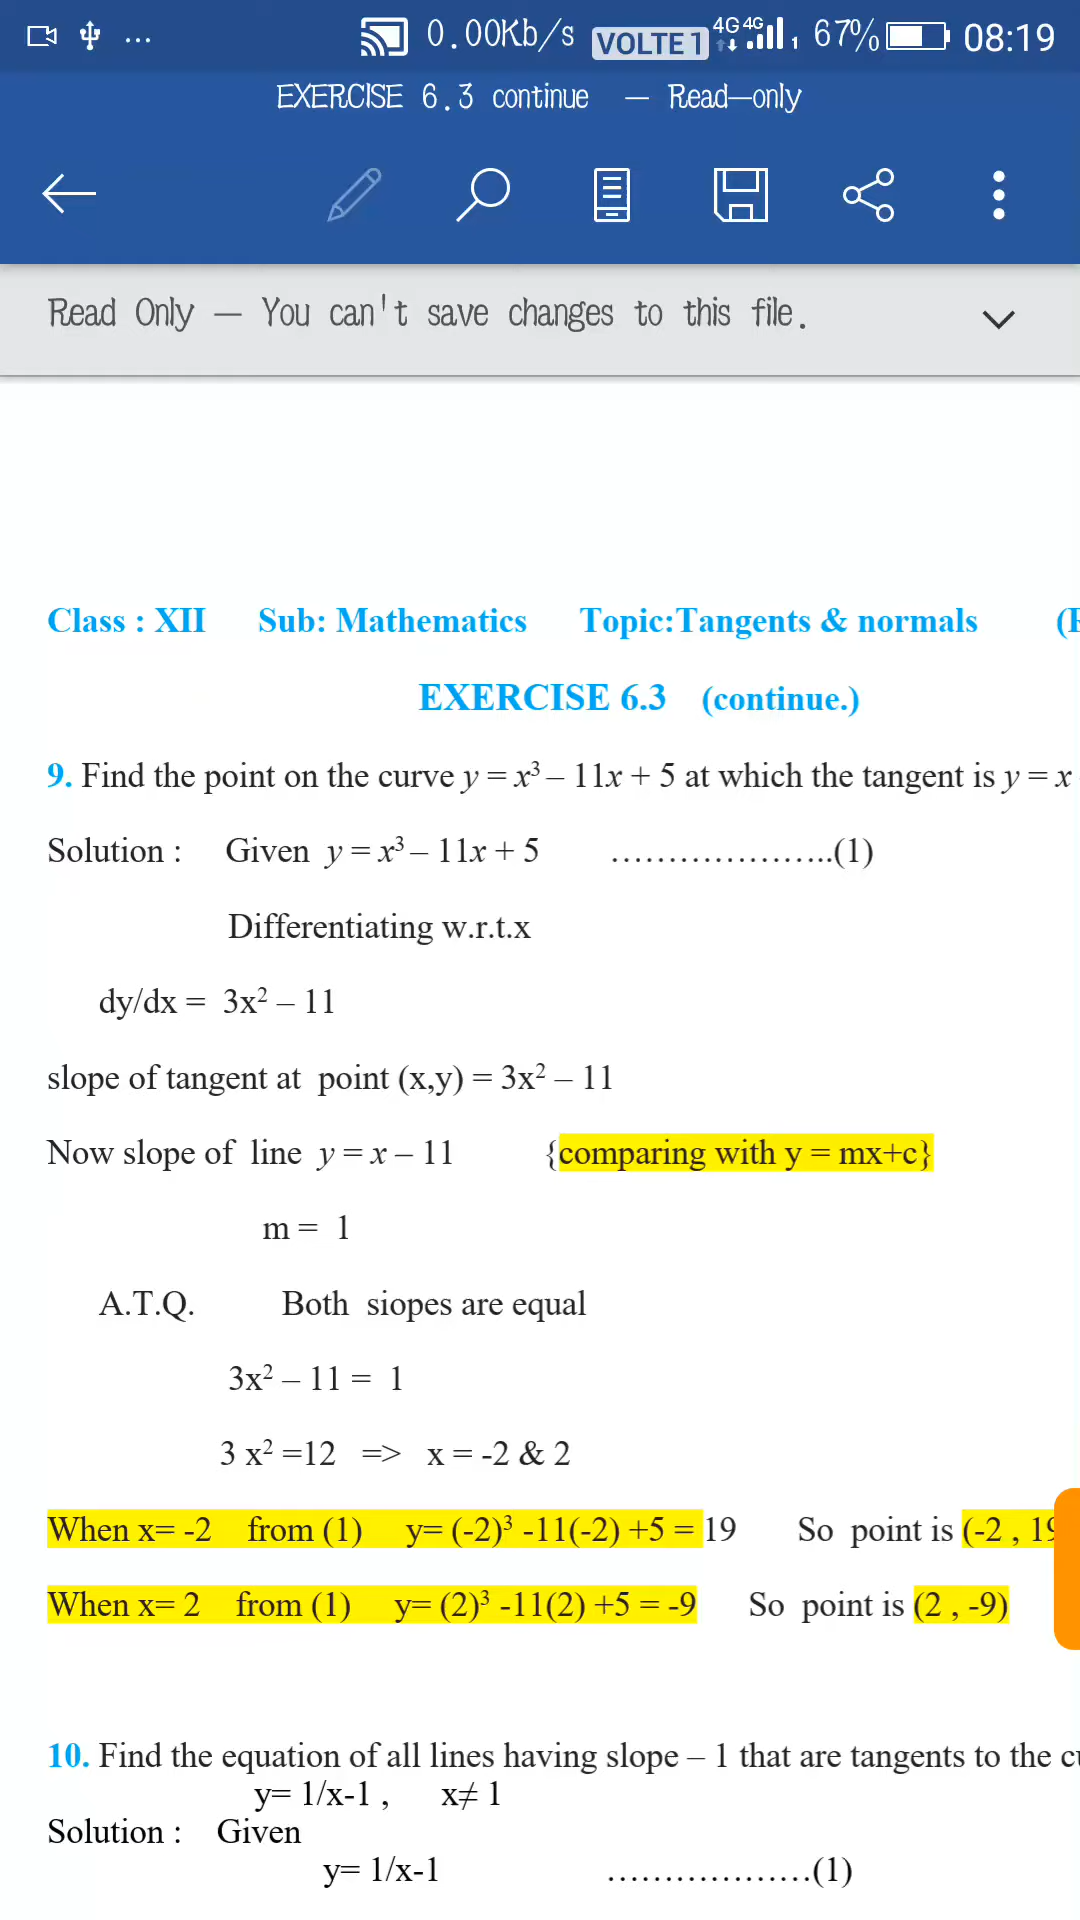 ... 0.00Kb/s VOLTE 1 4G 4G 1 67% 08:19
EXERCISE 6.3 continue – Read-only
Read Only – You can't save changes to this file.
Class : XII Sub: Mathematics Topic:Tangents & normals
EXERCISE 6.3 (continue.)
9. Find the point on the curve y = x³ – 11x + 5 at which the tangent is y = x
Solution : Given y = x³ – 11x + 5 …………………..(1)
Differentiating w.r.t.x
dy/dx = 3x² – 11
slope of tangent at point (x,y) = 3x² – 11
Now slope of line y = x – 11 {comparing with y = mx+c}
m = 1
A.T.Q. Both siopes are equal
3x² – 11 = 1
3 x² =12 => x = -2 & 2
When x= -2 from (1) y= (-2)³ -11(-2) +5 = 19 So point is (-2 , 19
When x= 2 from (1) y= (2)³ -11(2) +5 = -9 So point is (2 , -9)
10. Find the equation of all lines having slope – 1 that are tangents to the
y= 1/x-1 , x≠ 1
Solution : Given
y= 1/x-1 ………………..(1)